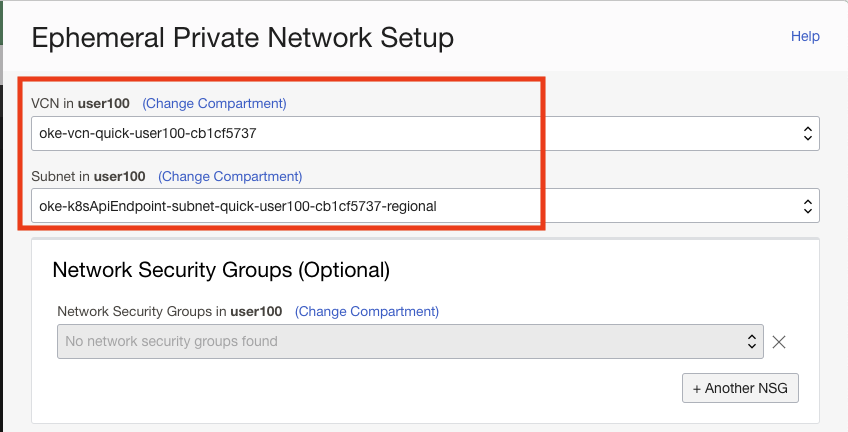 Ephemeral Private Network Setup
Help
VCN in user100 (Change Compartment)
oke-vcn-quick-user100-cb1cf5737
Subnet in user100 (Change Compartment)
oke-k8sApiEndpoint-subnet-quick-user100-cb1cf5737-regional
Network Security Groups (Optional)
Network Security Groups in user100 (Change Compartment)
No network security groups found
+ Another NSG